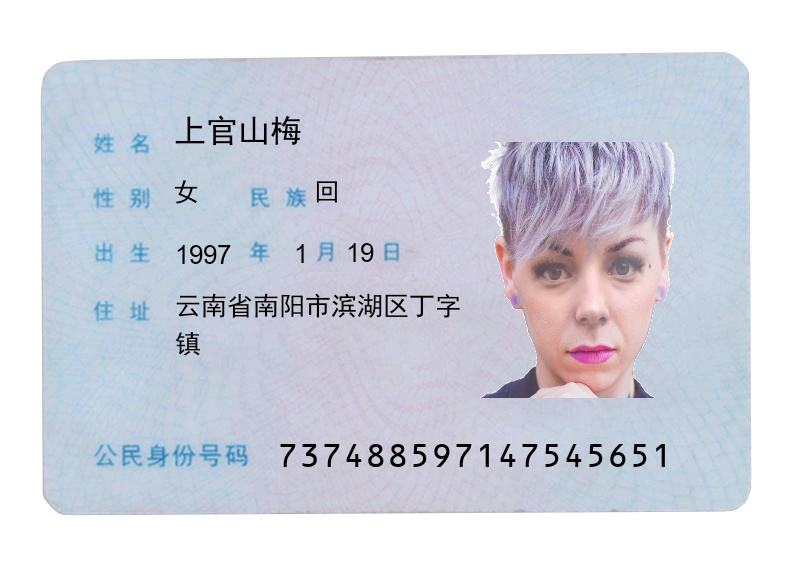 姓名 上官山梅
性别 女 民族 回
出生 1997 年 1 月 19 日
住址 云南省南阳市滨湖区丁字
镇
公民身份号码 737488597147545651